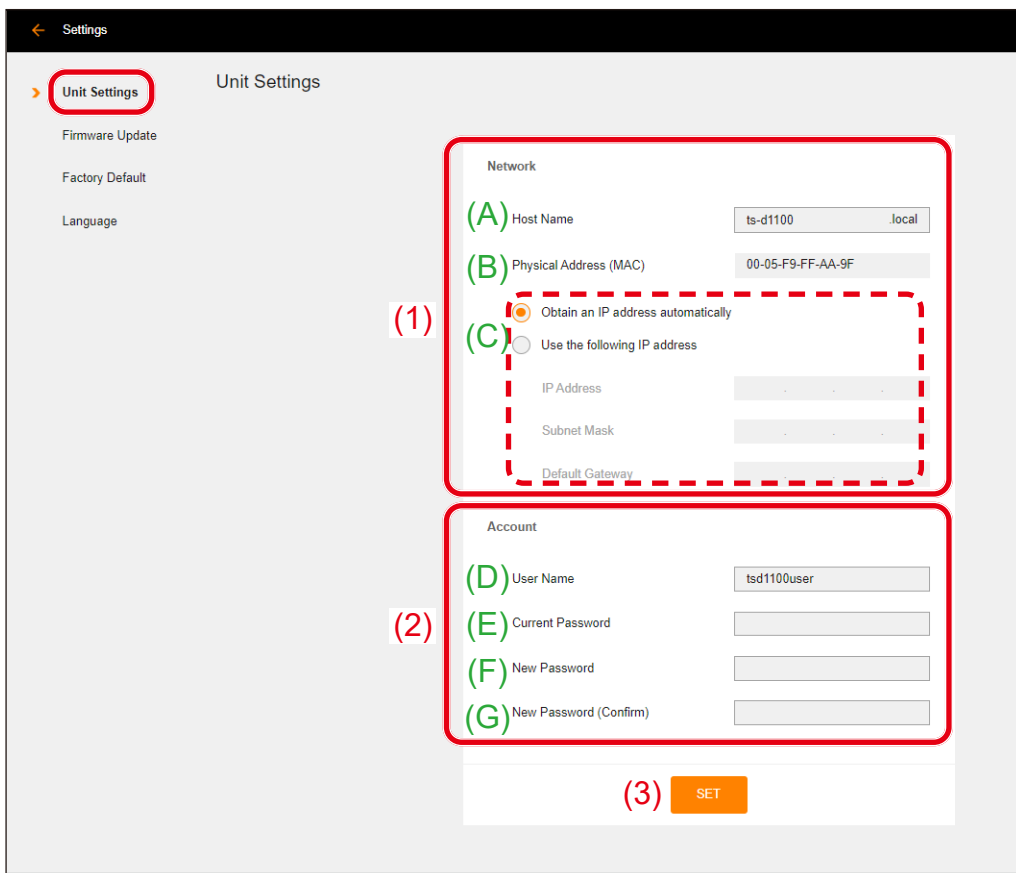 Settings
Unit Settings
Unit Settings
Firmware Update
Factory Default
Language
(1)
Network
(A) Host Name ts-d1100 .local
(B) Physical Address (MAC) 00-05-F9-FF-AA-9F
(C)
Obtain an IP address automatically
Use the following IP address
IP Address . . .
Subnet Mask . . .
Default Gateway . . .
(2)
Account
(D) User Name tsd1100user
(E) Current Password
(F) New Password
(G) New Password (Confirm)
(3) SET